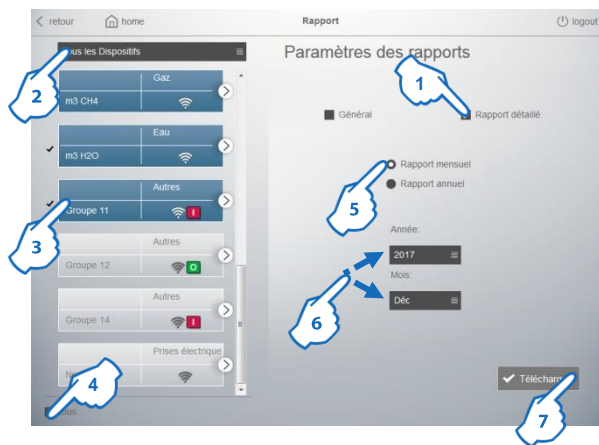 retour
home
Rapport
logout
Tous les Dispositifs
Paramètres des rapports
1
2
Gaz
m3 CH4
Général
Rapport détaillé
Eau
m3 H2O
Rapport mensuel
Rapport annuel
5
Autres
Groupe 11
I
3
Année:
2017
Autres
Groupe 12
O
Mois:
Déc
6
Autres
Groupe 14
I
Prises électrique
4
Télécharger
7